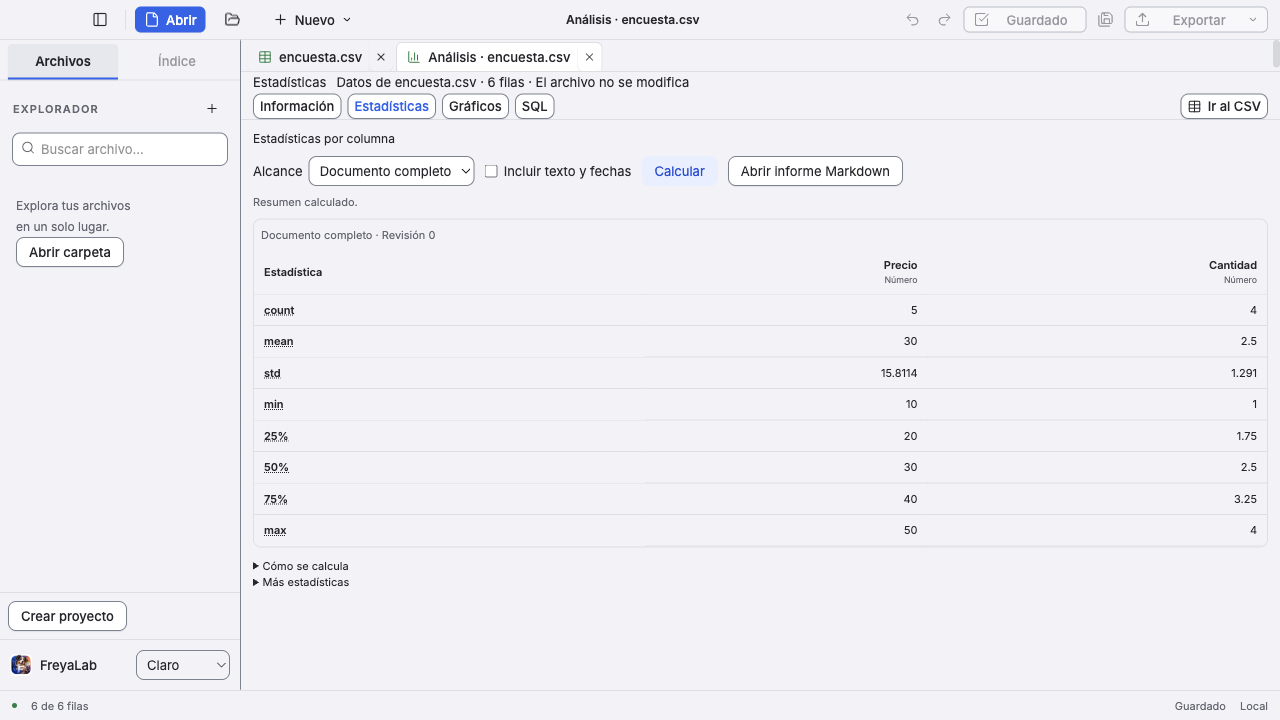 Abrir
Nuevo
Análisis · encuesta.csv
Guardado
Exportar
Archivos
Índice
encuesta.csv
Análisis · encuesta.csv
Estadísticas Datos de encuesta.csv · 6 filas · El archivo no se modifica
Información
Estadísticas
Gráficos
SQL
Ir al CSV
EXPLORADOR
Buscar archivo...
Explora tus archivos
en un solo lugar.
Abrir carpeta
Estadísticas por columna
Alcance
Documento completo
Incluir texto y fechas
Calcular
Abrir informe Markdown
Resumen calculado.
Documento completo · Revisión 0
Estadística Precio Cantidad
Número Número
count 5 4
mean 30 2.5
std 15.8114 1.291
min 10 1
25% 20 1.75
50% 30 2.5
75% 40 3.25
max 50 4
Cómo se calcula
Más estadísticas
Crear proyecto
FreyaLab
Claro
6 de 6 filas
Guardado
Local